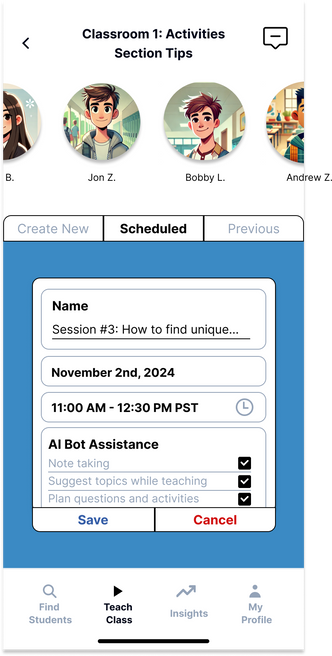 Classroom 1: Activities
Section Tips
B.
Jon Z.
Bobby L.
Andrew Z.
Create New
Scheduled
Previous
Name
Session #3: How to find unique...
November 2nd, 2024
11:00 AM - 12:30 PM PST
AI Bot Assistance
Note taking
Suggest topics while teaching
Plan questions and activities
Save
Cancel
Find
Students
Teach
Class
Insights
My
Profile